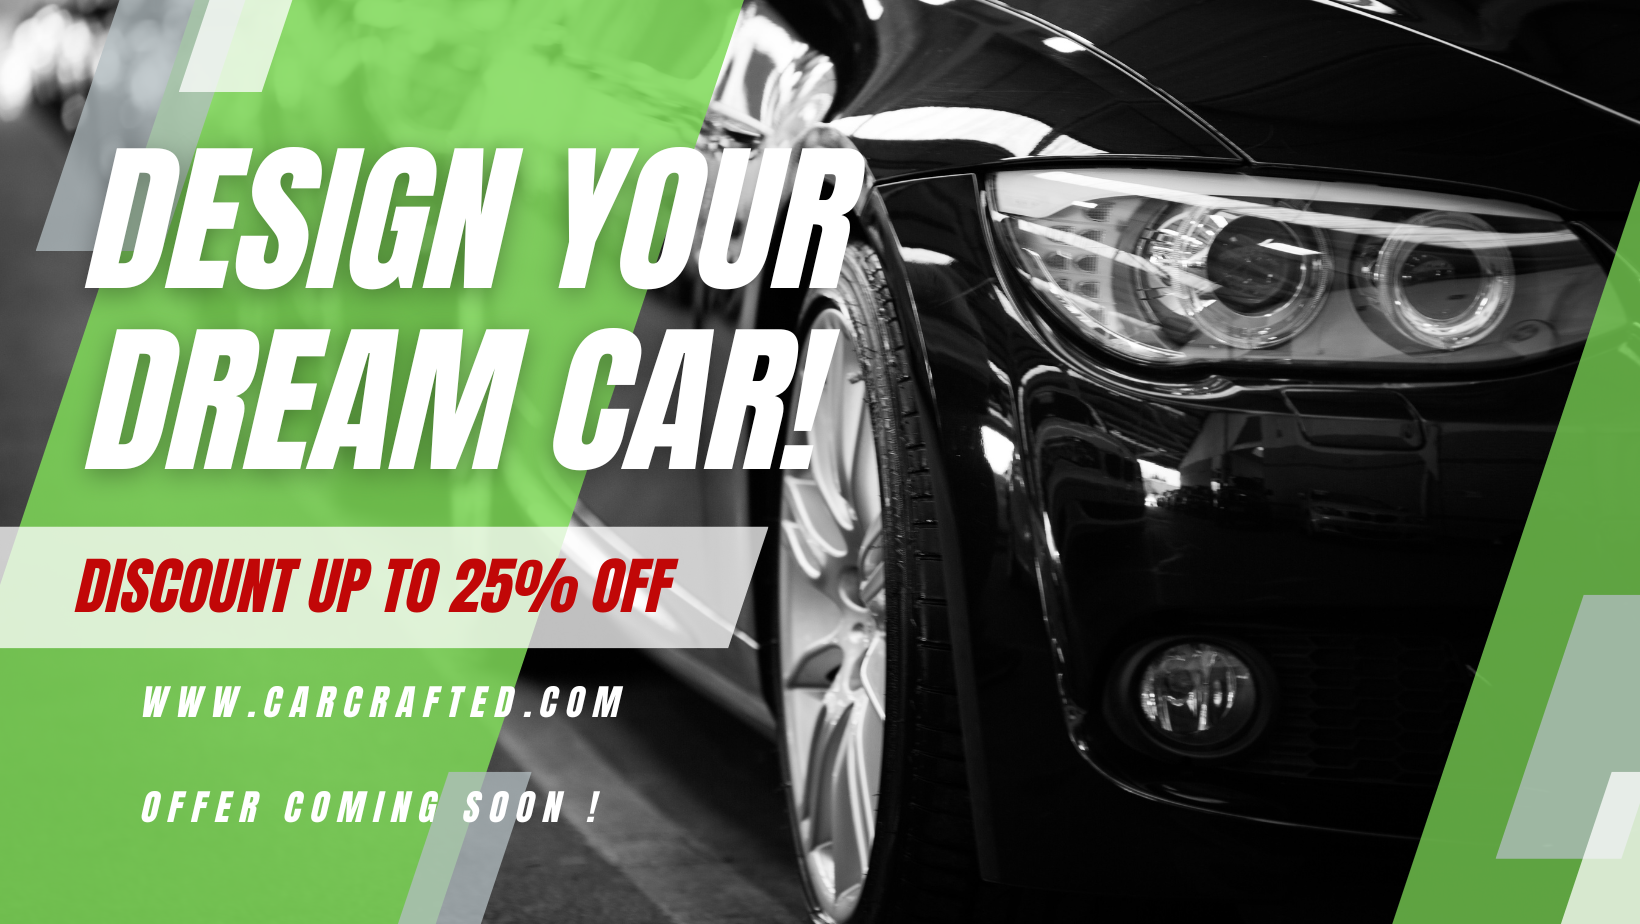 DESIGN YOUR
DREAM CAR!
DISCOUNT UP TO 25% OFF
WWW.CARCRAFTED.COM
OFFER COMING SOON !